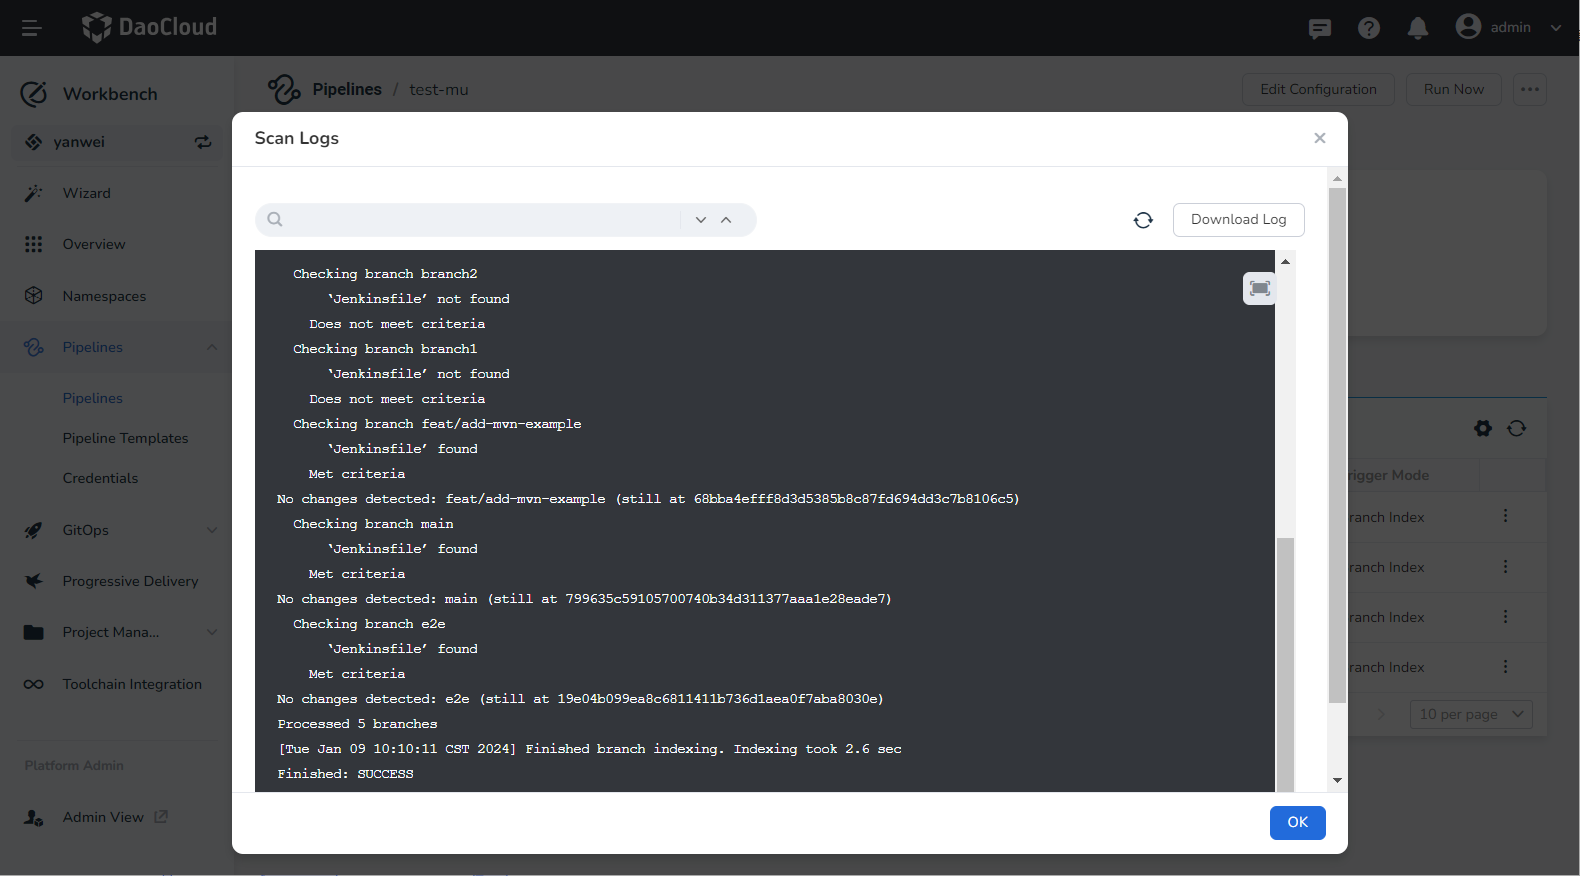 DaoCloud
admin
Workbench
Pipelines / test-mu
Edit Configuration
Run Now
yanwei
Wizard
Overview
Namespaces
Pipelines
Pipelines
Pipeline Templates
Credentials
GitOps
Progressive Delivery
Project Mana...
Toolchain Integration
Platform Admin
Admin View
Scan Logs
Download Log
Checking branch branch2
‘Jenkinsfile’ not found
Does not meet criteria
Checking branch branch1
‘Jenkinsfile’ not found
Does not meet criteria
Checking branch feat/add-mvn-example
‘Jenkinsfile’ found
Met criteria
No changes detected: feat/add-mvn-example (still at 68bba4efff8d3d5385b8c87fd694dd3c7b8106c5)
Checking branch main
‘Jenkinsfile’ found
Met criteria
No changes detected: main (still at 799635c59105700740b34d311377aaa1e28eade7)
Checking branch e2e
‘Jenkinsfile’ found
Met criteria
No changes detected: e2e (still at 19e04b099ea8c6811411b736d1aea0f7aba8030e)
Processed 5 branches
[Tue Jan 09 10:10:11 CST 2024] Finished branch indexing. Indexing took 2.6 sec
Finished: SUCCESS
OK
rigger Mode
ranch Index
ranch Index
ranch Index
ranch Index
10 per page